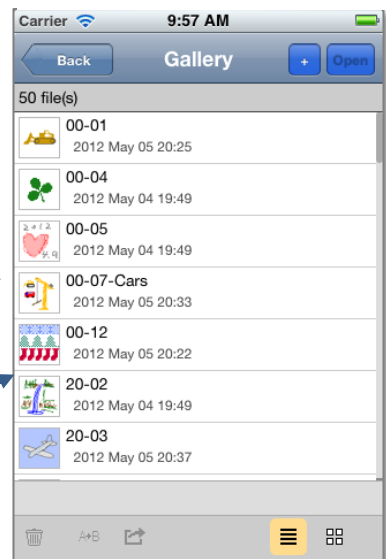 Carrier 9:57 AM
Back Gallery + Open
50 file(s)
00-01
2012 May 05 20:25
00-04
2012 May 04 19:49
2012
4.9
00-05
2012 May 04 19:49
00-07-Cars
2012 May 05 20:33
00-12
2012 May 05 20:22
20-02
2012 May 04 19:49
20-03
2012 May 05 20:37
A→B